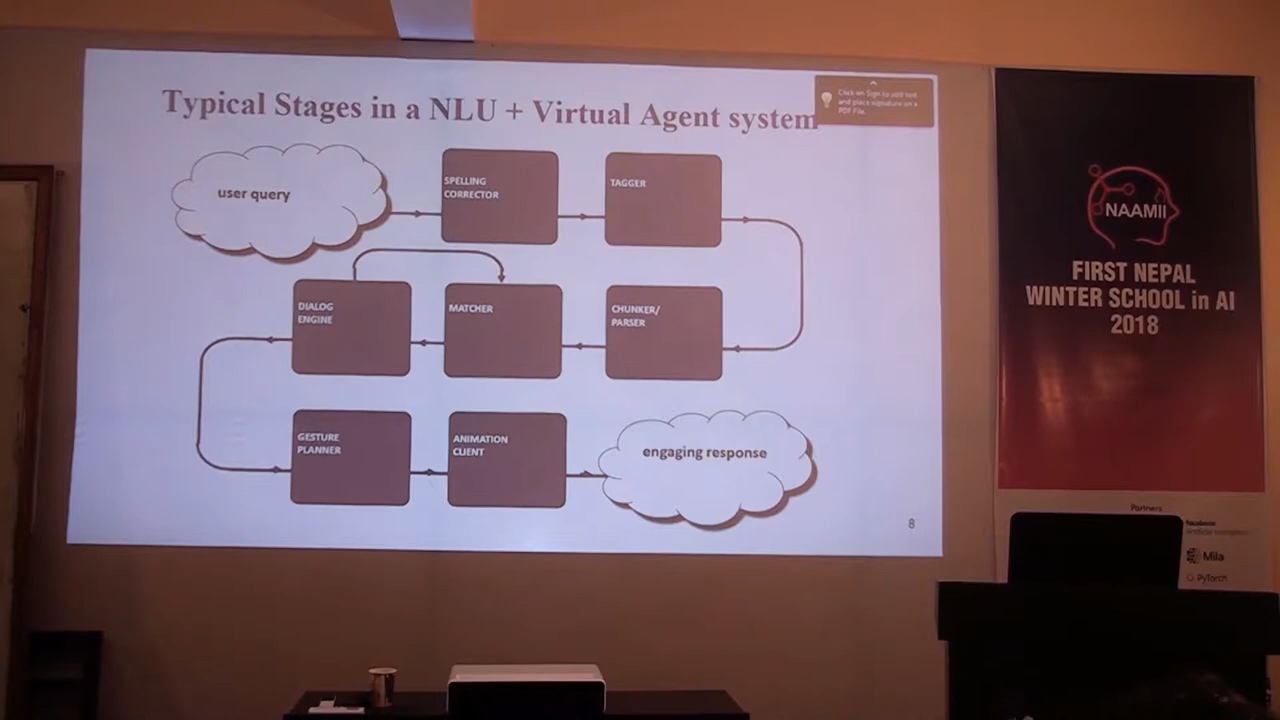 Typical Stages in a NLU + Virtual Agent system
Click on Sign to add text
and place signature on a
PDF File.
user query
SPELLING
CORRECTOR
TAGGER
DIALOG
ENGINE
MATCHER
CHUNKER/
PARSER
GESTURE
PLANNER
ANIMATION
CLIENT
engaging response
8
NAAMII
FIRST NEPAL
WINTER SCHOOL in AI
2018
Partners
facebook
Mila
PyTorch